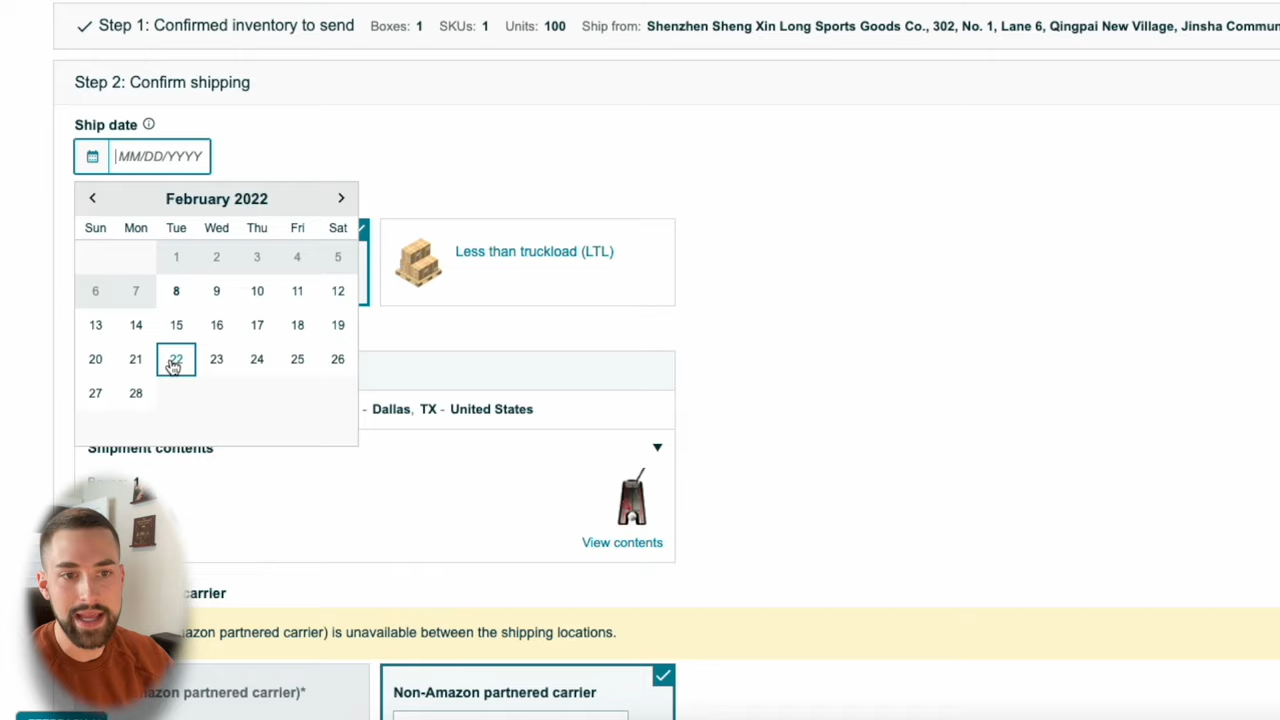 Step 1: Confirmed inventory to send Boxes: 1 SKUs: 1 Units: 100 Ship from: Shenzhen Sheng Xin Long Sports Goods Co., 302, No. 1, Lane 6, Qingpai New Village, Jinsha Commun
Step 2: Confirm shipping
Ship date
MM/DD/YYYY
February 2022
Sun Mon Tue Wed Thu Fri Sat
1 2 3 4 5
6 7 8 9 10 11 12
13 14 15 16 17 18 19
20 21 22 23 24 25 26
27 28
Less than truckload (LTL)
- Dallas, TX - United States
Shipment contents
1
View contents
carrier
azon partnered carrier) is unavailable between the shipping locations.
azon partnered carrier)*
Non-Amazon partnered carrier